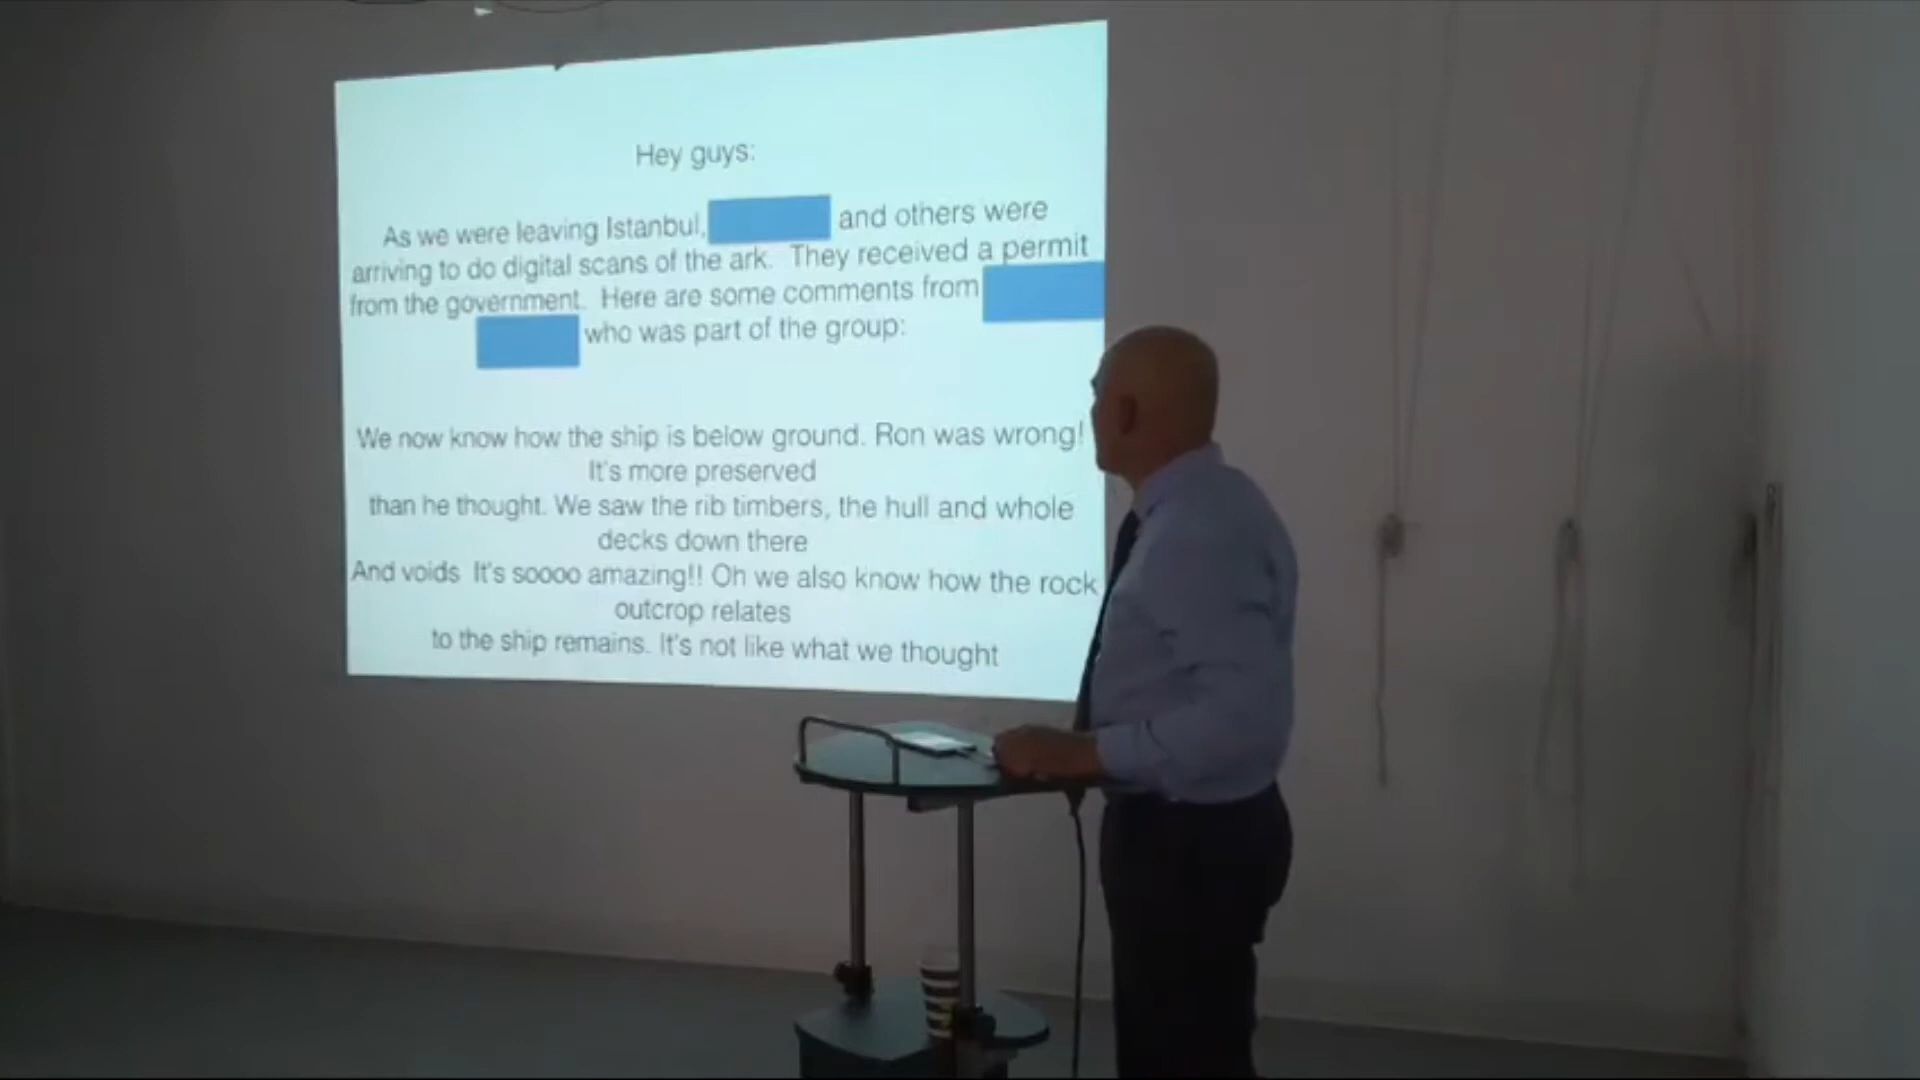 Hey guys:
As we were leaving Istanbul, and others were
arriving to do digital scans of the ark. They received a permit
from the government. Here are some comments from
who was part of the group:
We now know how the ship is below ground. Ron was wrong!
It's more preserved
than he thought. We saw the rib timbers, the hull and whole
decks down there
And voids It's soooo amazing!! Oh we also know how the rock
outcrop relates
to the ship remains. It's not like what we thought